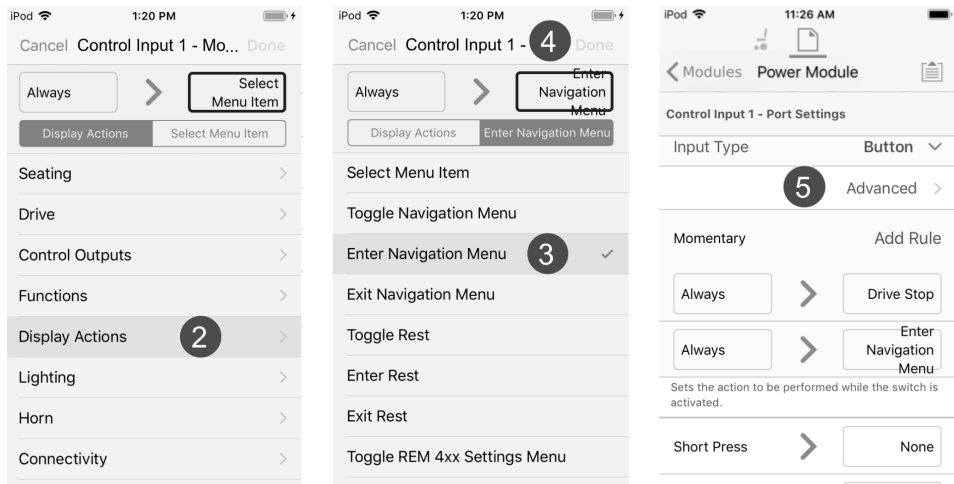 iPod 1:20 PM
Cancel Control Input 1 - Mo... Done
Always
Select
Menu Item
Display Actions Select Menu Item
Seating
Drive
Control Outputs
Functions
Display Actions 2
Lighting
Horn
Connectivity
iPod 1:20 PM
Cancel Control Input 1 - 4 Done
Always
Enter
Navigation
Menu
Display Actions Enter Navigation Menu
Select Menu Item
Toggle Navigation Menu
Enter Navigation Menu 3
Exit Navigation Menu
Toggle Rest
Enter Rest
Exit Rest
Toggle REM 4xx Settings Menu
iPod 11:26 AM
Modules Power Module
Control Input 1 - Port Settings
Input Type Button
5 Advanced
Momentary Add Rule
Always Drive Stop
Always
Enter
Navigation
Menu
Sets the action to be performed while the switch is
activated.
Short Press None